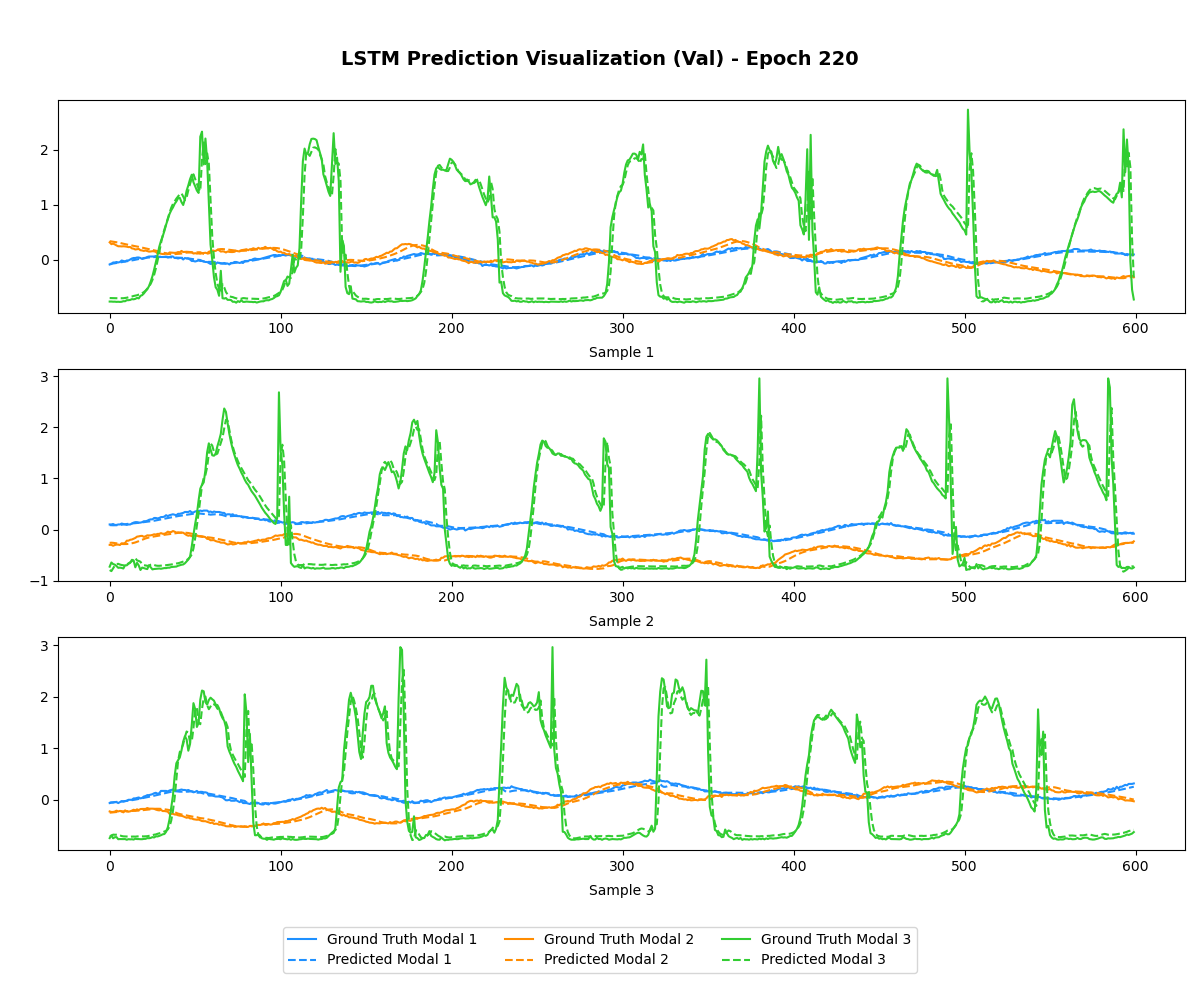 LSTM Prediction Visualization (Val) - Epoch 220
2
1
0
0 100 200 300 400 500 600
Sample 1
3
2
1
0
−1
0 100 200 300 400 500 600
Sample 2
3
2
1
0
0 100 200 300 400 500 600
Sample 3
Ground Truth Modal 1 Ground Truth Modal 2 Ground Truth Modal 3
Predicted Modal 1 Predicted Modal 2 Predicted Modal 3